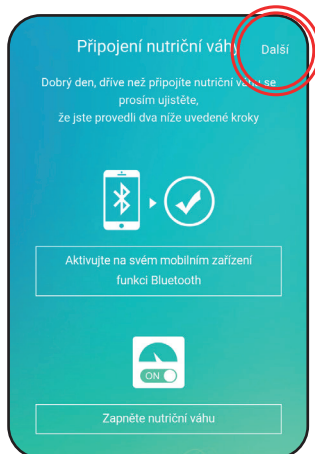 Připojení nutriční váhy
Další
Dobrý den, dříve než připojíte nutriční váhu se
prosím ujistěte,
že jste provedli dva níže uvedené kroky
Aktivujte na svém mobilním zařízení
funkci Bluetooth
ON
Zapněte nutriční váhu